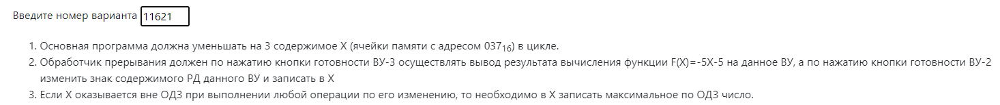 Введите номер варианта 11621
1. Основная программа должна уменьшать на 3 содержимое X (ячейки памяти с адресом 037₁₆) в цикле.
2. Обработчик прерывания должен по нажатию кнопки готовности ВУ-3 осуществлять вывод результата вычисления функции F(X)=-5X-5 на данное ВУ, а по нажатию кнопки готовности ВУ-2
изменить знак содержимого РД данного ВУ и записать в X
3. Если X оказывается вне ОДЗ при выполнении любой операции по его изменению, то необходимо в X записать максимальное по ОДЗ число.